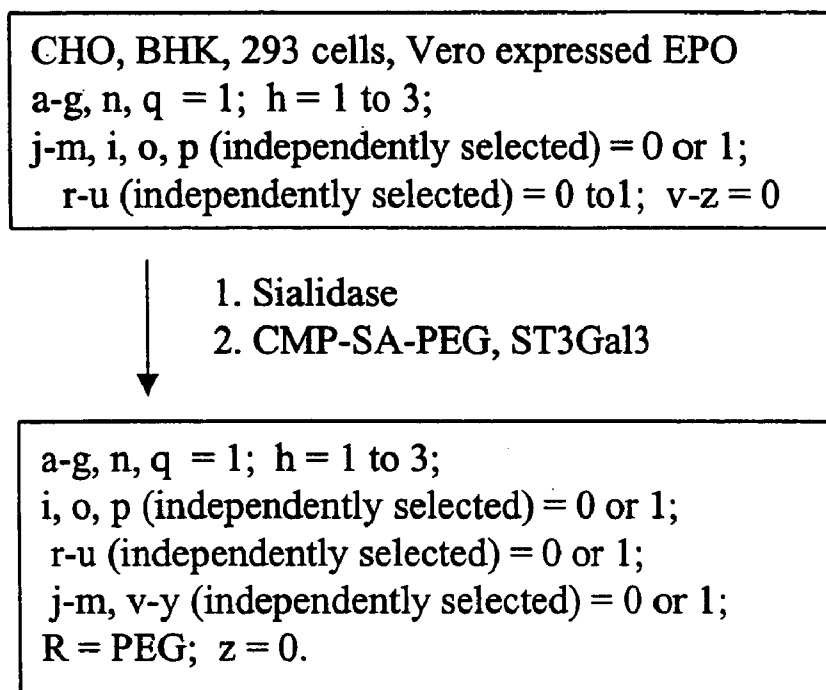 CHO, BHK, 293 cells, Vero expressed EPO
a-g, n, q = 1; h = 1 to 3;
j-m, i, o, p (independently selected) = 0 or 1;
r-u (independently selected) = 0 to1; v-z = 0
1. Sialidase
2. CMP-SA-PEG, ST3Gal3
a-g, n, q = 1; h = 1 to 3;
i, o, p (independently selected) = 0 or 1;
r-u (independently selected) = 0 or 1;
j-m, v-y (independently selected) = 0 or 1;
R = PEG; z = 0.